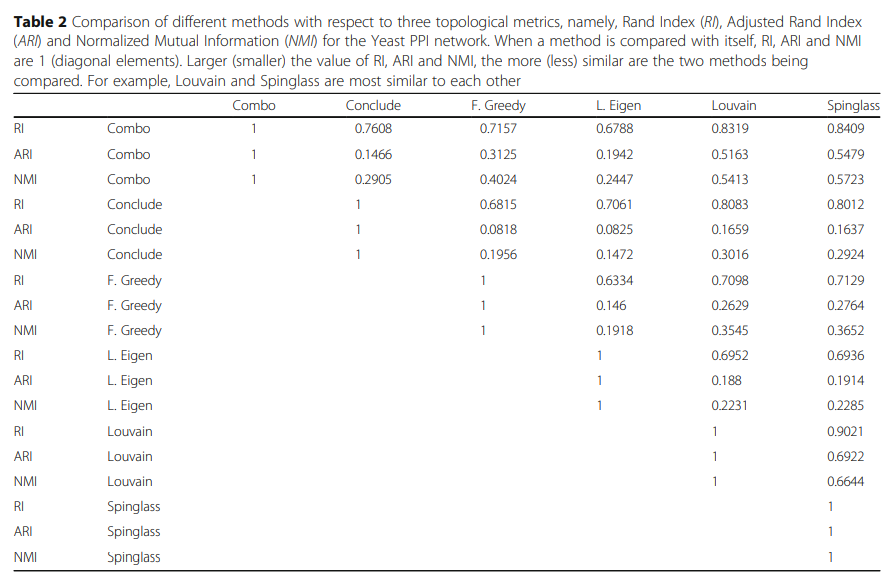 Table 2 Comparison of different methods with respect to three topological metrics, namely, Rand Index (RI), Adjusted Rand Index
(ARI) and Normalized Mutual Information (NMI) for the Yeast PPI network. When a method is compared with itself, RI, ARI and NMI
are 1 (diagonal elements). Larger (smaller) the value of RI, ARI and NMI, the more (less) similar are the two methods being
compared. For example, Louvain and Spinglass are most similar to each other
Combo Conclude F. Greedy L. Eigen Louvain Spinglass
RI Combo 1 0.7608 0.7157 0.6788 0.8319 0.8409
ARI Combo 1 0.1466 0.3125 0.1942 0.5163 0.5479
NMI Combo 1 0.2905 0.4024 0.2447 0.5413 0.5723
RI Conclude 1 0.6815 0.7061 0.8083 0.8012
ARI Conclude 1 0.0818 0.0825 0.1659 0.1637
NMI Conclude 1 0.1956 0.1472 0.3016 0.2924
RI F. Greedy 1 0.6334 0.7098 0.7129
ARI F. Greedy 1 0.146 0.2629 0.2764
NMI F. Greedy 1 0.1918 0.3545 0.3652
RI L. Eigen 1 0.6952 0.6936
ARI L. Eigen 1 0.188 0.1914
NMI L. Eigen 1 0.2231 0.2285
RI Louvain 1 0.9021
ARI Louvain 1 0.6922
NMI Louvain 1 0.6644
RI Spinglass 1
ARI Spinglass 1
NMI Spinglass 1